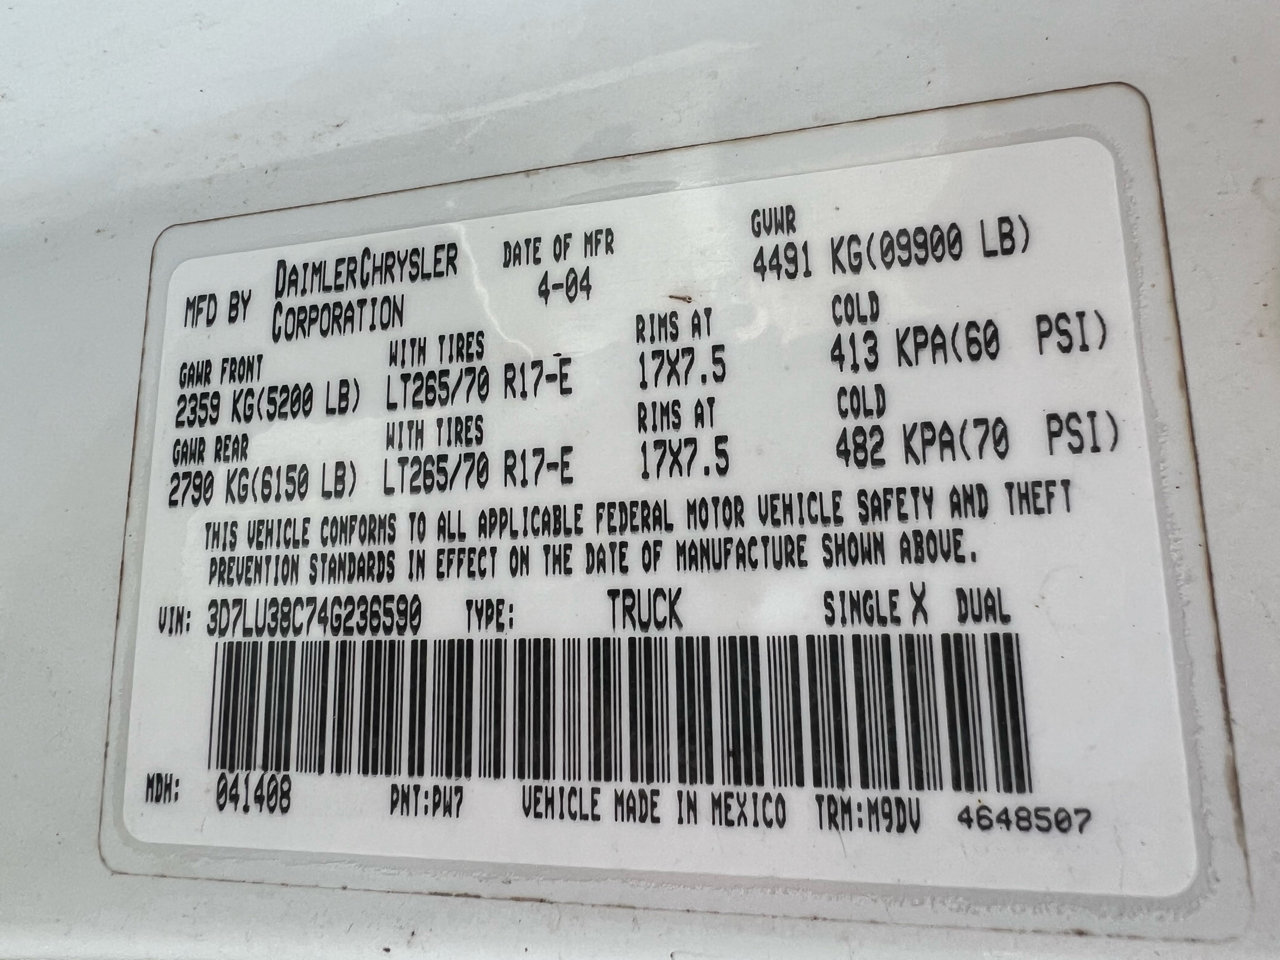 MFD BY DAIMLERCHRYSLER CORPORATION DATE OF MFR 4-04 GVWR 4491 KG(09900 LB)
GAWR FRONT WITH TIRES RIMS AT COLD
2359 KG(5200 LB) LT265/70 R17-E 17X7.5 413 KPA(60 PSI)
GAWR REAR WITH TIRES RIMS AT COLD
2790 KG(6150 LB) LT265/70 R17-E 17X7.5 482 KPA(70 PSI)
THIS VEHICLE CONFORMS TO ALL APPLICABLE FEDERAL MOTOR VEHICLE SAFETY AND THEFT
PREVENTION STANDARDS IN EFFECT ON THE DATE OF MANUFACTURE SHOWN ABOVE.
VIN: 3D7LU38C74G236590 TYPE: TRUCK SINGLE X DUAL
MDH: 041408 PNT:PW7 VEHICLE MADE IN MEXICO TRM:M9DV 4648507